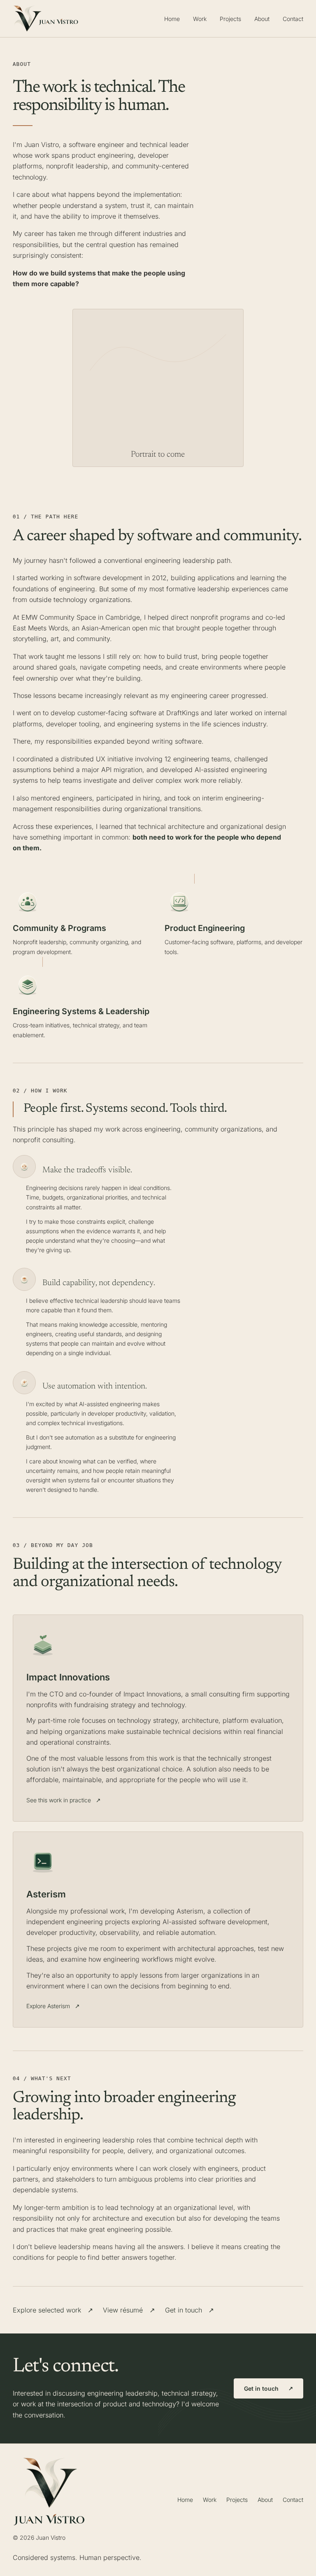 JUAN VISTRO
Home Work Projects About Contact
ABOUT
The work is technical. The
responsibility is human.
I'm Juan Vistro, a software engineer and technical leader
whose work spans product engineering, developer
platforms, nonprofit leadership, and community-centered
technology.
I care about what happens beyond the implementation:
whether people understand a system, trust it, can maintain
it, and have the ability to improve it themselves.
My career has taken me through different industries and
responsibilities, but the central question has remained
surprisingly consistent:
How do we build systems that make the people using
them more capable?
Portrait to come
01 / THE PATH HERE
A career shaped by software and community.
My journey hasn't followed a conventional engineering leadership path.
I started working in software development in 2012, building applications and learning the
foundations of engineering. But some of my most formative leadership experiences came
from outside technology organizations.
At EMW Community Space in Cambridge, I helped direct nonprofit programs and co-led
East Meets Words, an Asian-American open mic that brought people together through
storytelling, art, and community.
That work taught me lessons I still rely on: how to build trust, bring people together
around shared goals, navigate competing needs, and create environments where people
feel ownership over what they're building.
Those lessons became increasingly relevant as my engineering career progressed.
I went on to develop customer-facing software at DraftKings and later worked on internal
platforms, developer tooling, and engineering systems in the life sciences industry.
There, my responsibilities expanded beyond writing software.
I coordinated a distributed UX initiative involving 12 engineering teams, challenged
assumptions behind a major API migration, and developed AI-assisted engineering
systems to help teams investigate and deliver complex work more reliably.
I also mentored engineers, participated in hiring, and took on interim engineering-
management responsibilities during organizational transitions.
Across these experiences, I learned that technical architecture and organizational design
have something important in common: both need to work for the people who depend
on them.
Community & Programs
Nonprofit leadership, community organizing, and
program development.
Product Engineering
Customer-facing software, platforms, and developer
tools.
Engineering Systems & Leadership
Cross-team initiatives, technical strategy, and team
enablement.
02 / HOW I WORK
People first. Systems second. Tools third.
This principle has shaped my work across engineering, community organizations, and
nonprofit consulting.
Make the tradeoffs visible.
Engineering decisions rarely happen in ideal conditions.
Time, budgets, organizational priorities, and technical
constraints all matter.
I try to make those constraints explicit, challenge
assumptions when the evidence warrants it, and help
people understand what they're choosing—and what
they're giving up.
Build capability, not dependency.
I believe effective technical leadership should leave teams
more capable than it found them.
That means making knowledge accessible, mentoring
engineers, creating useful standards, and designing
systems that people can maintain and evolve without
depending on a single individual.
Use automation with intention.
I'm excited by what AI-assisted engineering makes
possible, particularly in developer productivity, validation,
and complex technical investigations.
But I don't see automation as a substitute for engineering
judgment.
I care about knowing what can be verified, where
uncertainty remains, and how people retain meaningful
oversight when systems fail or encounter situations they
weren't designed to handle.
03 / BEYOND MY DAY JOB
Building at the intersection of technology
and organizational needs.
Impact Innovations
I'm the CTO and co-founder of Impact Innovations, a small consulting firm supporting
nonprofits with fundraising strategy and technology.
My part-time role focuses on technology strategy, architecture, platform evaluation,
and helping organizations make sustainable technical decisions within real financial
and operational constraints.
One of the most valuable lessons from this work is that the technically strongest
solution isn't always the best organizational choice. A solution also needs to be
affordable, maintainable, and appropriate for the people who will use it.
See this work in practice ↗
Asterism
Alongside my professional work, I'm developing Asterism, a collection of
independent engineering projects exploring AI-assisted software development,
developer productivity, observability, and reliable automation.
These projects give me room to experiment with architectural approaches, test new
ideas, and examine how engineering workflows might evolve.
They're also an opportunity to apply lessons from larger organizations in an
environment where I can own the decisions from beginning to end.
Explore Asterism ↗
04 / WHAT'S NEXT
Growing into broader engineering
leadership.
I'm interested in engineering leadership roles that combine technical depth with
meaningful responsibility for people, delivery, and organizational outcomes.
I particularly enjoy environments where I can work closely with engineers, product
partners, and stakeholders to turn ambiguous problems into clear priorities and
dependable systems.
My longer-term ambition is to lead technology at an organizational level, with
responsibility not only for architecture and execution but also for developing the teams
and practices that make great engineering possible.
I don't believe leadership means having all the answers. I believe it means creating the
conditions for people to find better answers together.
Explore selected work ↗ View résumé ↗ Get in touch ↗
Let's connect.
Interested in discussing engineering leadership, technical strategy,
or work at the intersection of product and technology? I'd welcome
the conversation.
Get in touch ↗
JUAN VISTRO
© 2026 Juan Vistro
Considered systems. Human perspective.
Home Work Projects About Contact